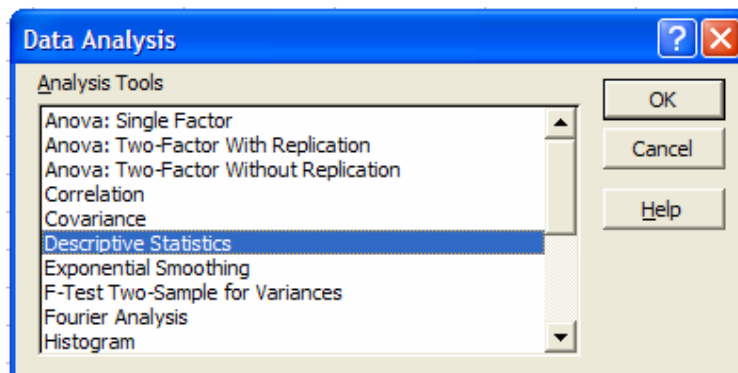 Data Analysis
Analysis Tools
Anova: Single Factor
Anova: Two-Factor With Replication
Anova: Two-Factor Without Replication
Correlation
Covariance
Descriptive Statistics
Exponential Smoothing
F-Test Two-Sample for Variances
Fourier Analysis
Histogram
OK
Cancel
Help